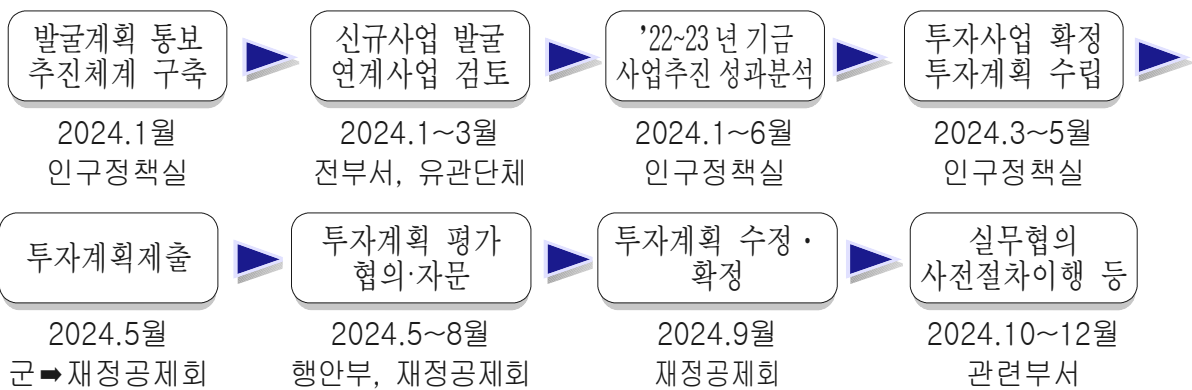 발굴계획 통보
추진체계 구축
2024.1월
인구정책실
신규사업 발굴
연계사업 검토
2024.1~3월
전부서, 유관단체
’22~23년 기금
사업추진 성과분석
2024.1~6월
인구정책실
투자사업 확정
투자계획 수립
2024.3~5월
인구정책실
투자계획제출
2024.5월
군➡재정공제회
투자계획 평가
협의·자문
2024.5~8월
행안부, 재정공제회
투자계획 수정·
확정
2024.9월
재정공제회
실무협의
사전절차이행 등
2024.10~12월
관련부서